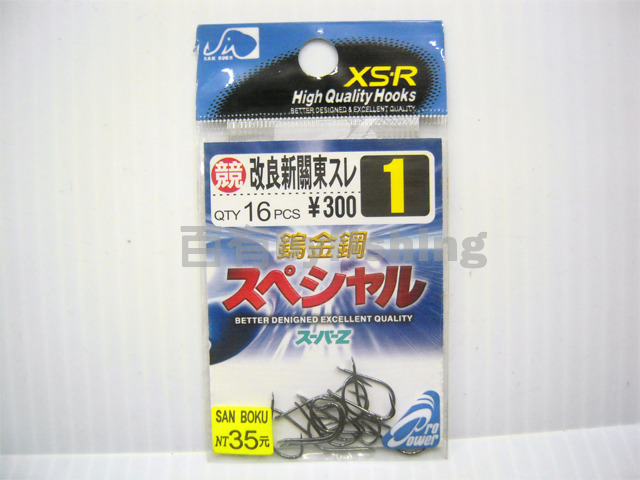 SAN BOKU
XS·R
High Quality Hooks
BETTER DESIGNED & EXCELLENT QUALITY
競 改良新關東スレ 1
QTY 16 PCS ¥300
鎢金鋼
スペシャル
BETTER DENIGNED EXCELLENT QUALITY
スーパーZ
SAN BOKU
NT35元
Pro
Power